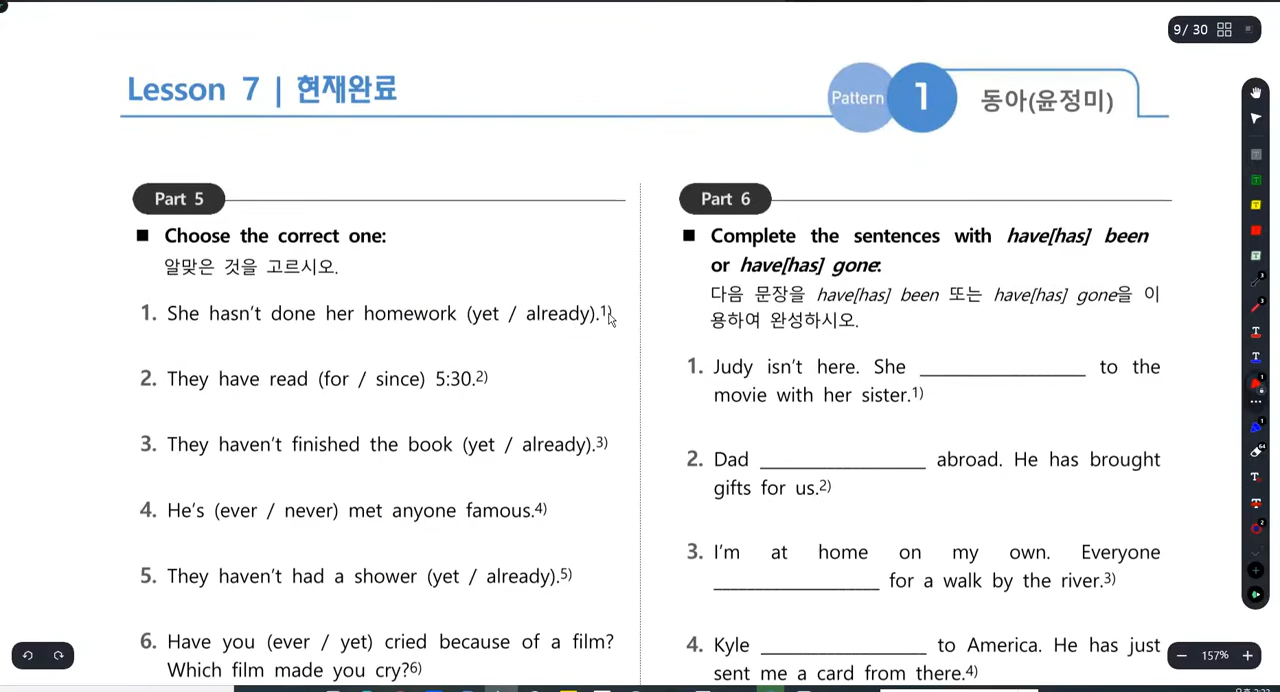 9/ 30
Lesson 7 | 현재완료
Pattern 1 동아(윤정미)
Part 5
■ Choose the correct one:
알맞은 것을 고르시오.
1. She hasn't done her homework (yet / already).1)
2. They have read (for / since) 5:30.2)
3. They haven't finished the book (yet / already).3)
4. He's (ever / never) met anyone famous.4)
5. They haven't had a shower (yet / already).5)
6. Have you (ever / yet) cried because of a film?
Which film made you cry?6)
Part 6
■ Complete the sentences with have[has] been
or have[has] gone:
다음 문장을 have[has] been 또는 have[has] gone을 이
용하여 완성하시오.
1. Judy isn't here. She ________________ to the
movie with her sister.1)
2. Dad ________________ abroad. He has brought
gifts for us.2)
3. I'm at home on my own. Everyone
________________ for a walk by the river.3)
4. Kyle ________________ to America. He has just
sent me a card from there.4)
157%